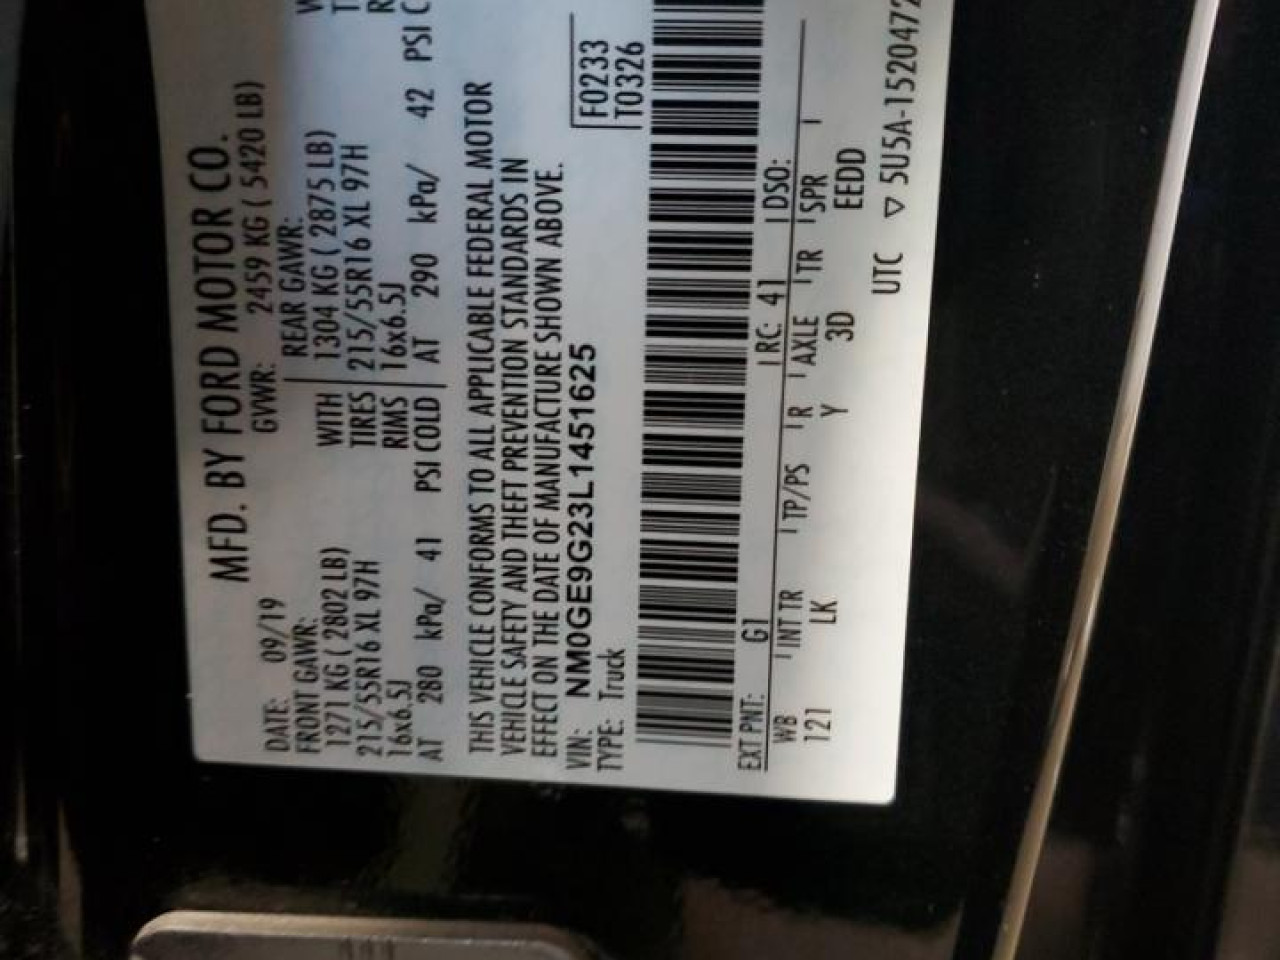 MFD. BY FORD MOTOR CO.
DATE: 09/19 GVWR: 2459 KG ( 5420 LB)
FRONT GAWR: REAR GAWR:
1271 KG ( 2802 LB) WITH 1304 KG ( 2875 LB)
215/55R16 XL 97H TIRES 215/55R16 XL 97H
16x6.5J RIMS 16x6.5J
AT 280 kPa/ 41 PSI COLD AT 290 kPa/ 42 PSI C
THIS VEHICLE CONFORMS TO ALL APPLICABLE FEDERAL MOTOR
VEHICLE SAFETY AND THEFT PREVENTION STANDARDS IN
EFFECT ON THE DATE OF MANUFACTURE SHOWN ABOVE.
VIN: NM0GE9G23L1451625 F0233
TYPE: Truck T0326
EXT PNT: G1 RC: 41 DSO:
WB INT TR TP/PS R AXLE TR SPR
121 LK Y 3D EEDD
UTC ▽ 5U5A-1520472